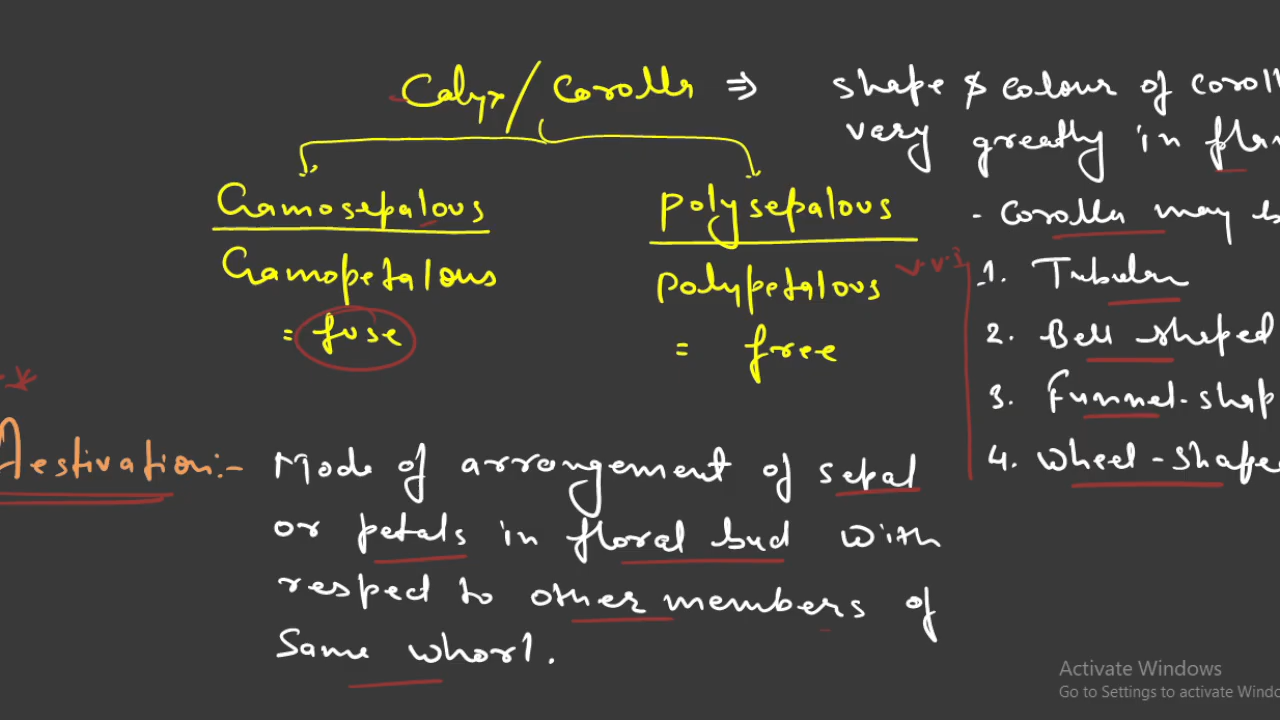 Calyx/Corolla ⇒ shape & colour of coroll
very greatly in
Gamosepalous
Gamopetalous
= fuse
Polysepalous
Polypetalous
= free
v.v.I
- Corolla may b
1. Tubular
2. Bell shaped
3. Funnel-shap
4. Wheel-shape
Aestivation:- Mode of arrangement of sepal
or petals in floral bud with
respect to other members of
Same whorl.
Activate Windows
Go to Settings to activate Windo